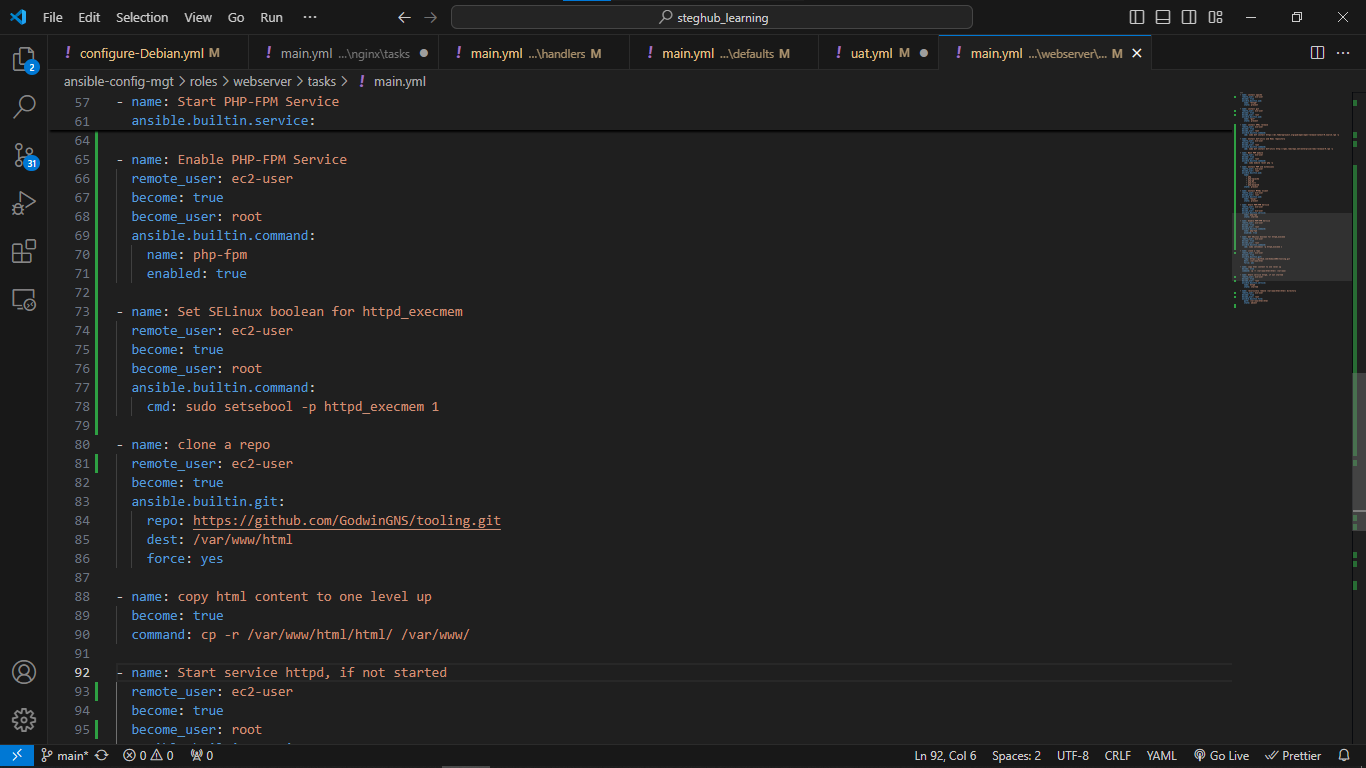 File Edit Selection View Go Run ··· steghub_learning
! configure-Debian.yml M ! main.yml ...\nginx\tasks ! main.yml ...\handlers M ! main.yml ...\defaults M ! uat.yml M ! main.yml ...\webserver\... M
ansible-config-mgt > roles > webserver > tasks > ! main.yml
57 - name: Start PHP-FPM Service
61 ansible.builtin.service:
64
65 - name: Enable PHP-FPM Service
66 remote_user: ec2-user
67 become: true
68 become_user: root
69 ansible.builtin.command:
70 name: php-fpm
71 enabled: true
72
73 - name: Set SELinux boolean for httpd_execmem
74 remote_user: ec2-user
75 become: true
76 become_user: root
77 ansible.builtin.command:
78 cmd: sudo setsebool -p httpd_execmem 1
79
80 - name: clone a repo
81 remote_user: ec2-user
82 become: true
83 ansible.builtin.git:
84 repo: https://github.com/GodwinGNS/tooling.git
85 dest: /var/www/html
86 force: yes
87
88 - name: copy html content to one level up
89 become: true
90 command: cp -r /var/www/html/html/ /var/www/
91
92 - name: Start service httpd, if not started
93 remote_user: ec2-user
94 become: true
95 become_user: root
2
31
main* 0 0 0 Ln 92, Col 6 Spaces: 2 UTF-8 CRLF YAML Go Live Prettier